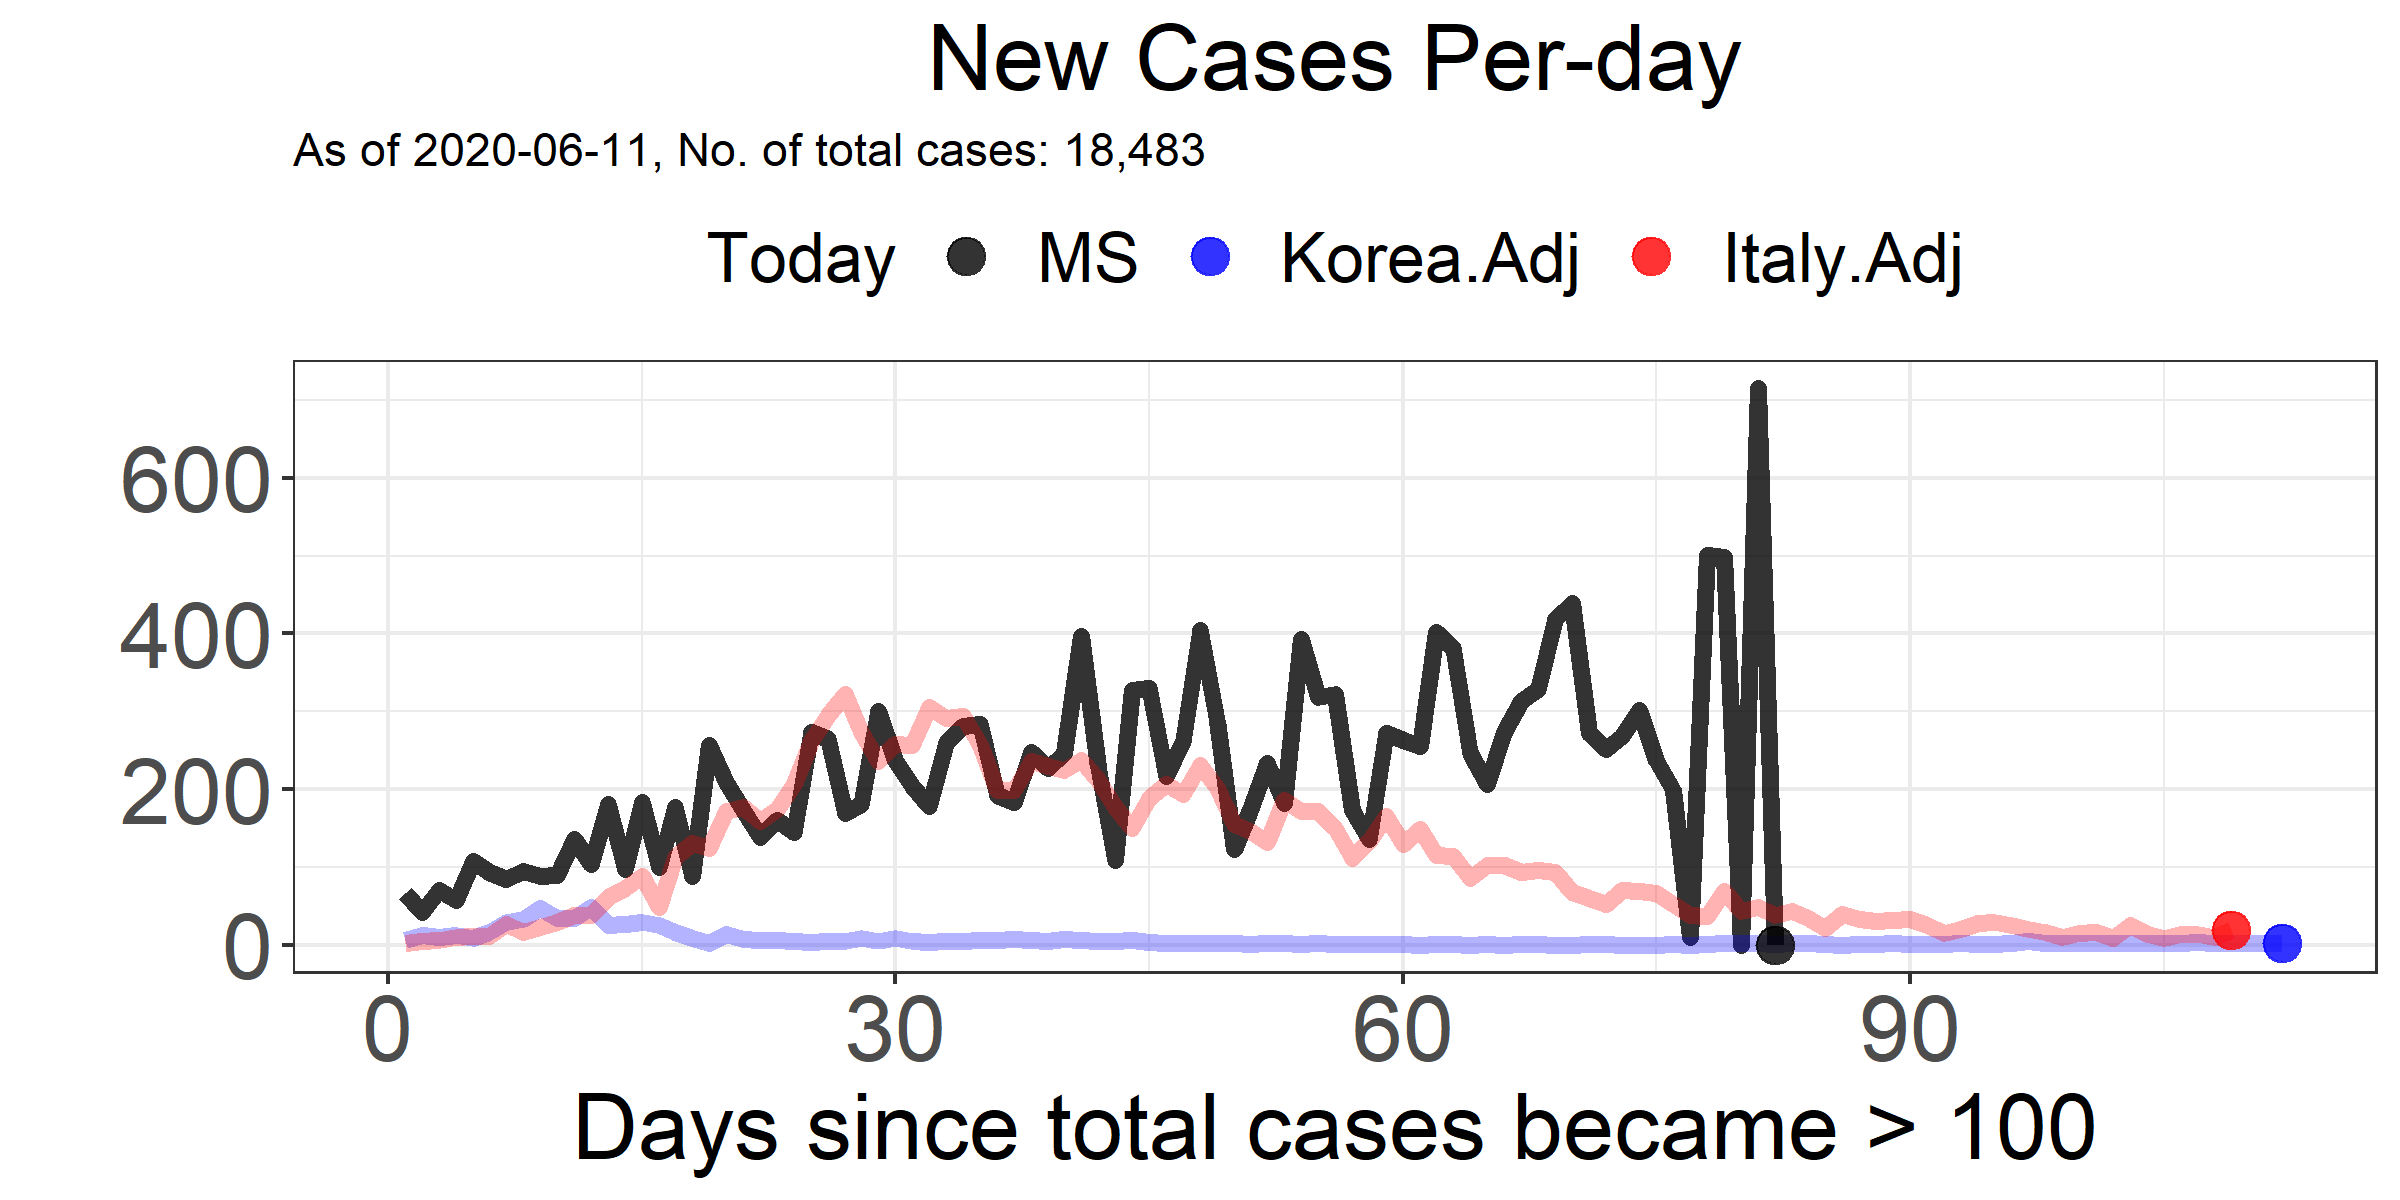 New Cases Per-day
As of 2020-06-11, No. of total cases: 18,483
Today MS Korea.Adj Italy.Adj
600
400
200
0
0 30 60 90
Days since total cases became > 100